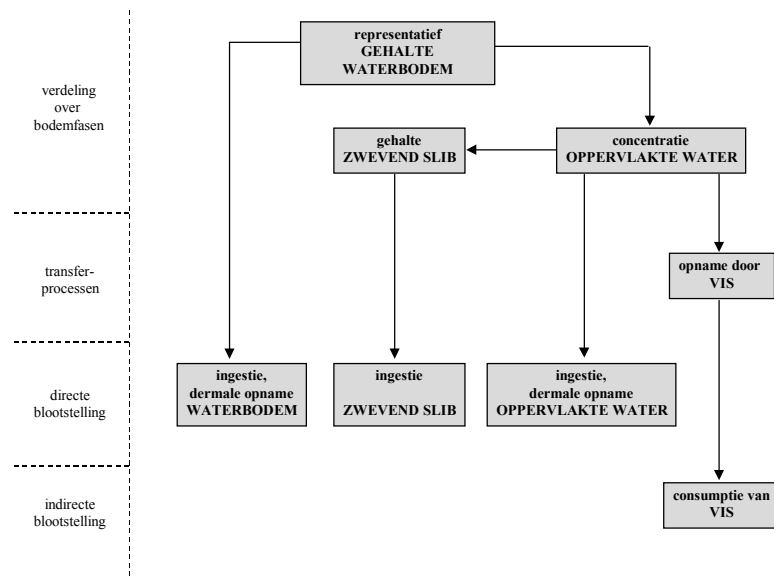 representatief
GEHALTE
WATERBODEM
verdeling
over
bodemfasen
gehalte
ZWEVEND SLIB
concentratie
OPPERVLAKTE WATER
transfer-
processen
opname door
VIS
directe
blootstelling
ingestie,
dermale opname
WATERBODEM
ingestie
ZWEVEND SLIB
ingestie,
dermale opname
OPPERVLAKTE WATER
indirecte
blootstelling
consumptie van
VIS